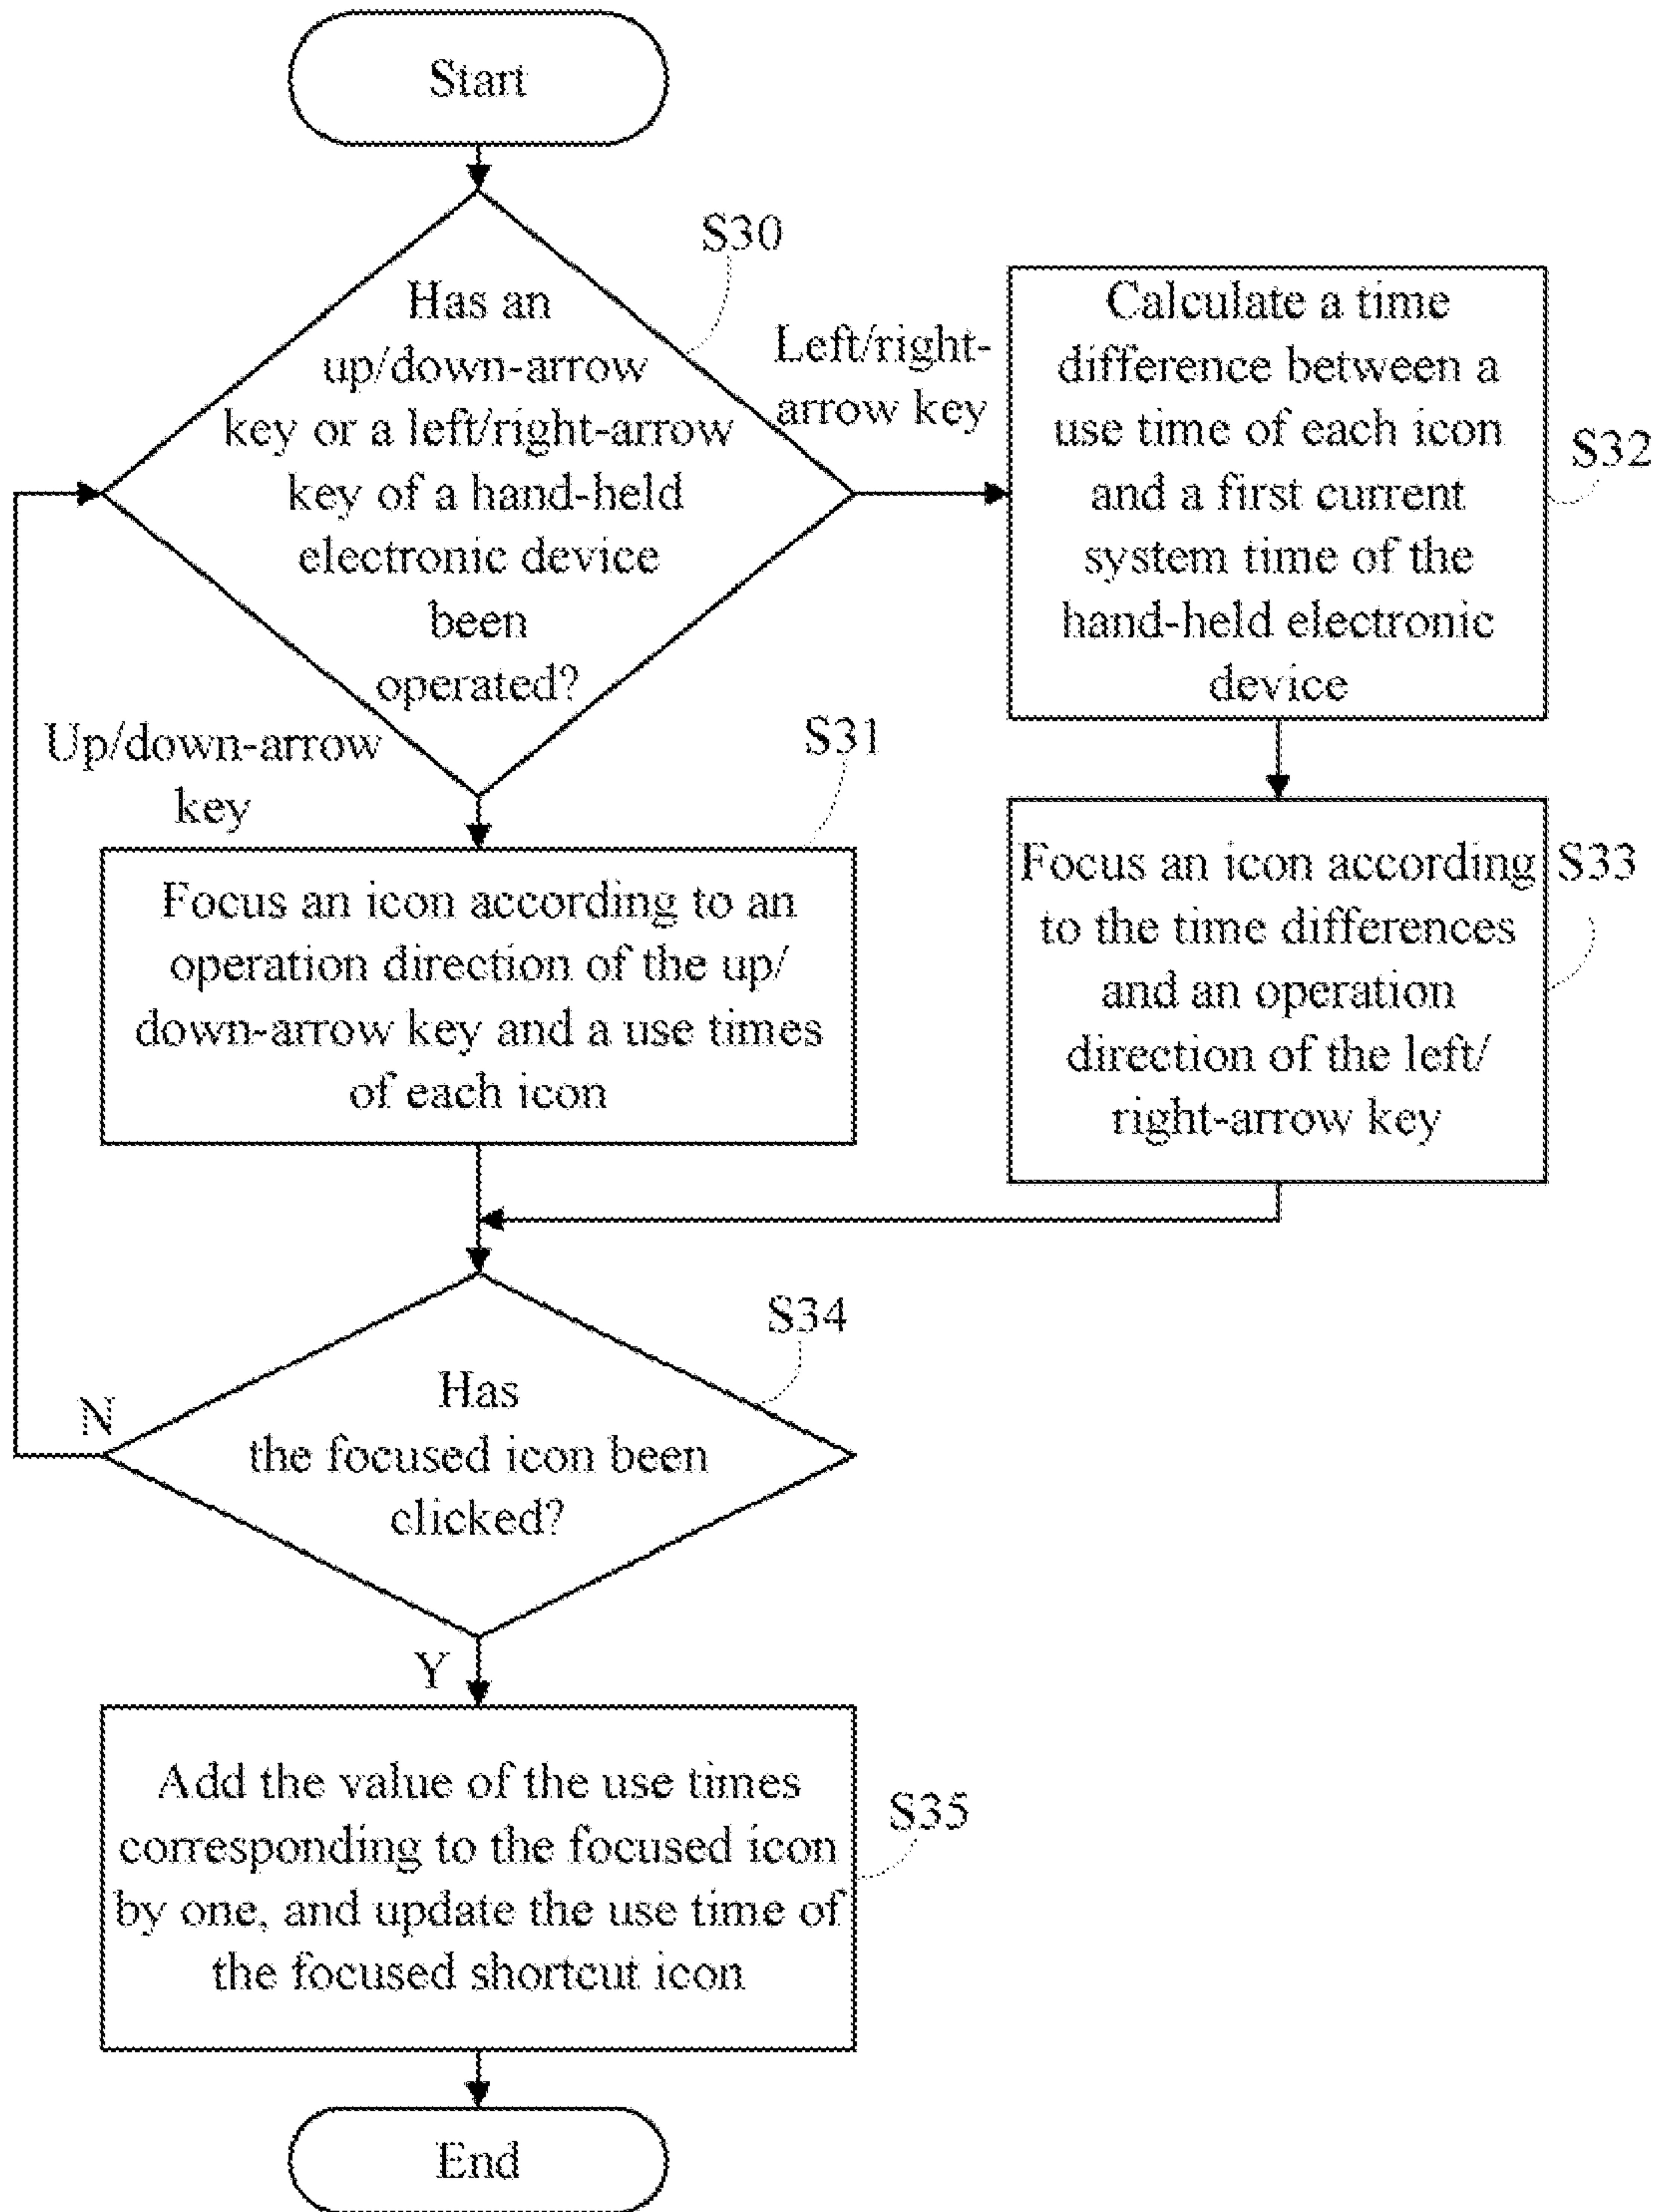 Start
S30
Has an
up/down-arrow
key or a left/right-arrow
key of a hand-held
electronic device
been
operated?
Left/right-
arrow key
Calculate a time
difference between a
use time of each icon
and a first current
system time of the
hand-held electronic
device
S32
Up/down-arrow
key
S31
Focus an icon according to an
operation direction of the up/
down-arrow key and a use times
of each icon
Focus an icon according
to the time differences
and an operation
direction of the left/
right-arrow key
S33
S34
Has
the focused icon been
clicked?
N
Y
Add the value of the use times
corresponding to the focused icon
by one, and update the use time of
the focused shortcut icon
S35
End